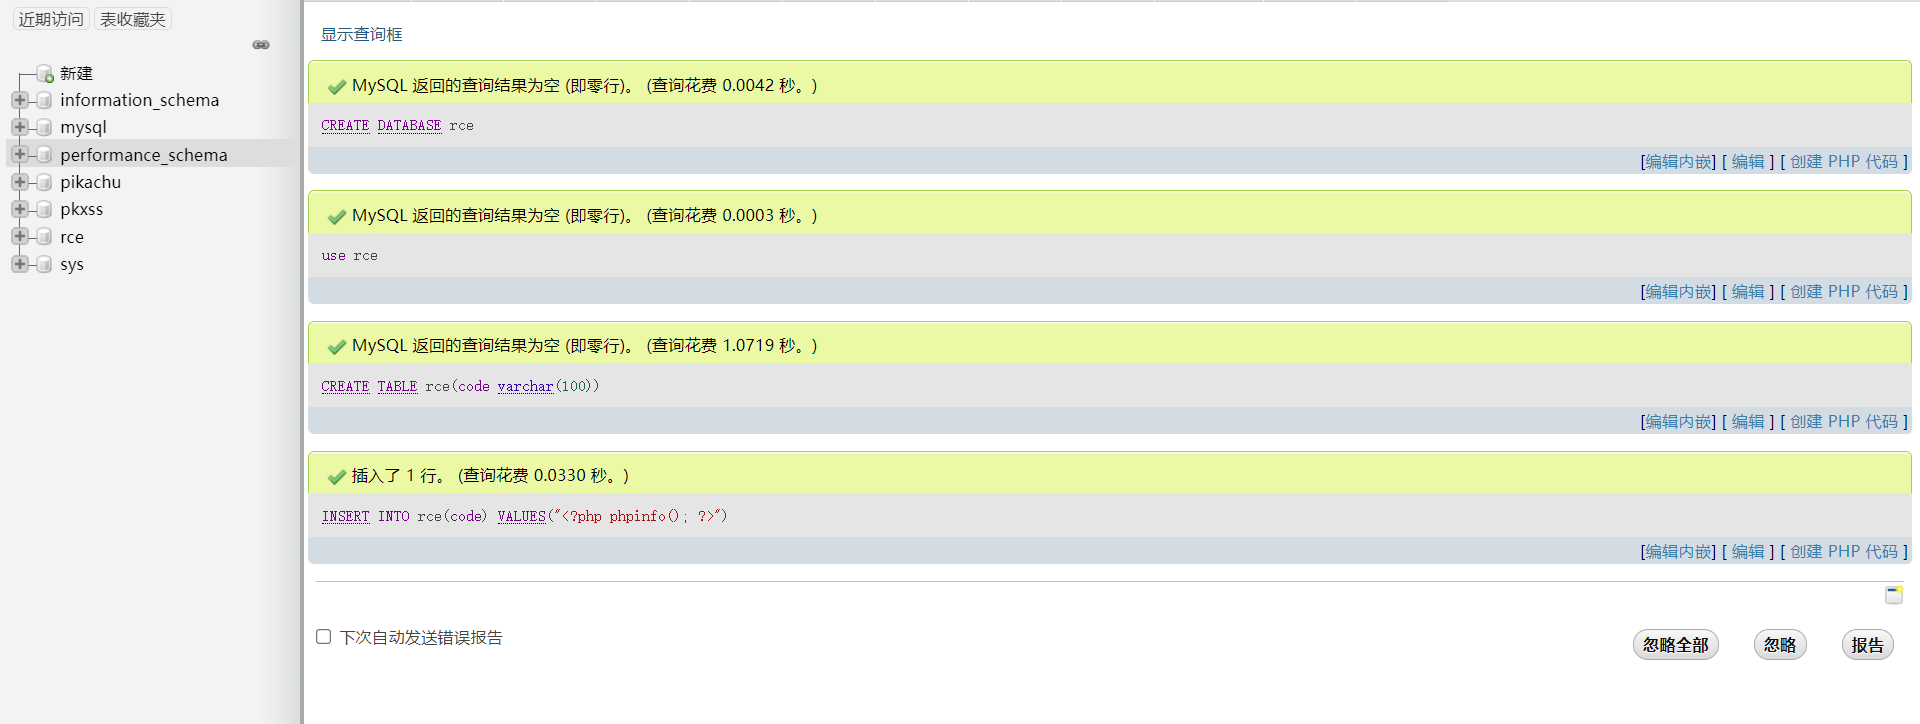 近期访问 表收藏夹
新建
information_schema
mysql
performance_schema
pikachu
pkxss
rce
sys
显示查询框
MySQL 返回的查询结果为空 (即零行)。 (查询花费 0.0042 秒。)
CREATE DATABASE rce
[编辑内嵌] [ 编辑 ] [ 创建 PHP 代码 ]
MySQL 返回的查询结果为空 (即零行)。 (查询花费 0.0003 秒。)
use rce
[编辑内嵌] [ 编辑 ] [ 创建 PHP 代码 ]
MySQL 返回的查询结果为空 (即零行)。 (查询花费 1.0719 秒。)
CREATE TABLE rce(code varchar(100))
[编辑内嵌] [ 编辑 ] [ 创建 PHP 代码 ]
插入了 1 行。 (查询花费 0.0330 秒。)
INSERT INTO rce(code) VALUES("<?php phpinfo(); ?>")
[编辑内嵌] [ 编辑 ] [ 创建 PHP 代码 ]
下次自动发送错误报告
忽略全部 忽略 报告